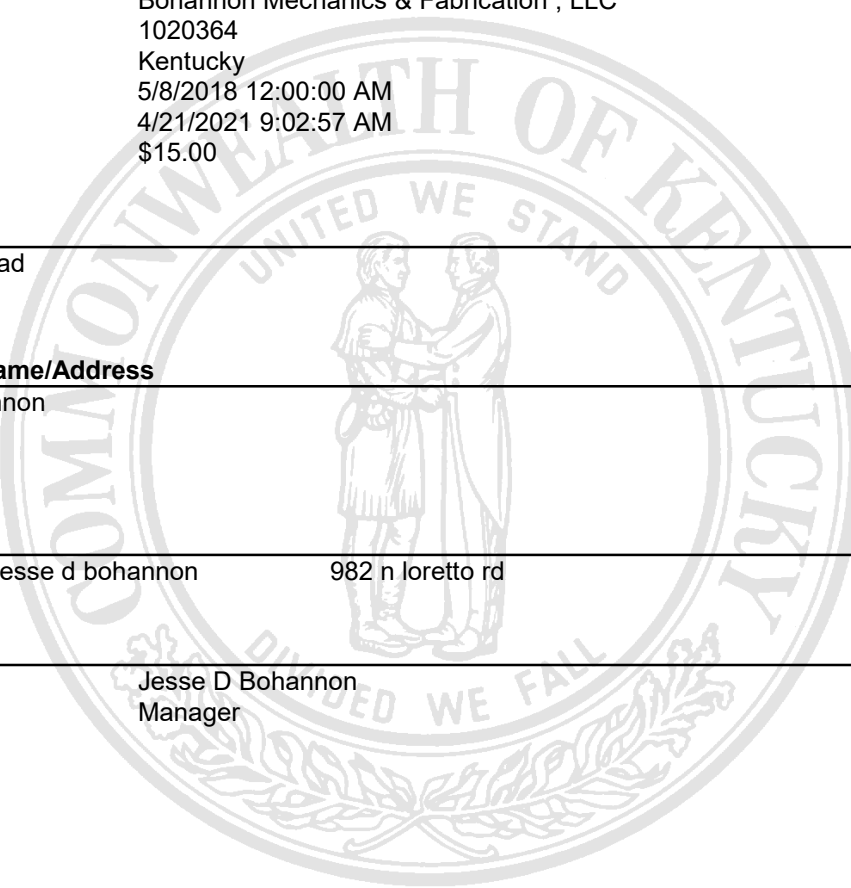 Bohannon Mechanics & Fabrication , LLC
1020364
Kentucky
5/8/2018 12:00:00 AM
4/21/2021 9:02:57 AM
$15.00
COMMONWEALTH OF KENTUCKY
UNITED WE STAND
ad
ame/Address
nnon
esse d bohannon 982 n loretto rd
DIVIDED WE FALL
Jesse D Bohannon
Manager